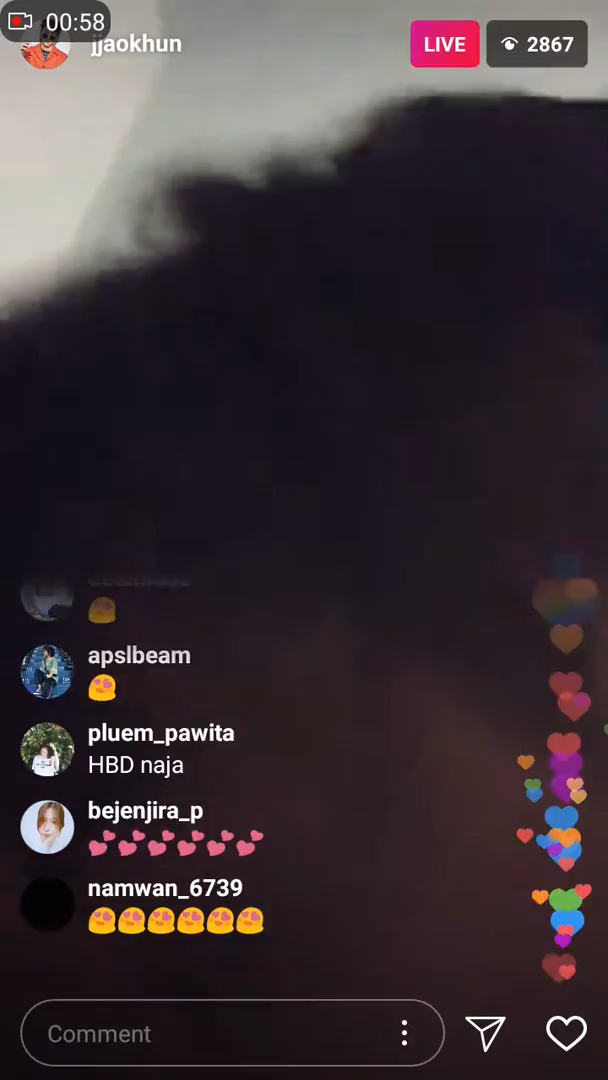 00:58
jjaokhun
LIVE
2867
apslbeam
pluem_pawita
HBD naja
bejenjira_p
namwan_6739
Comment